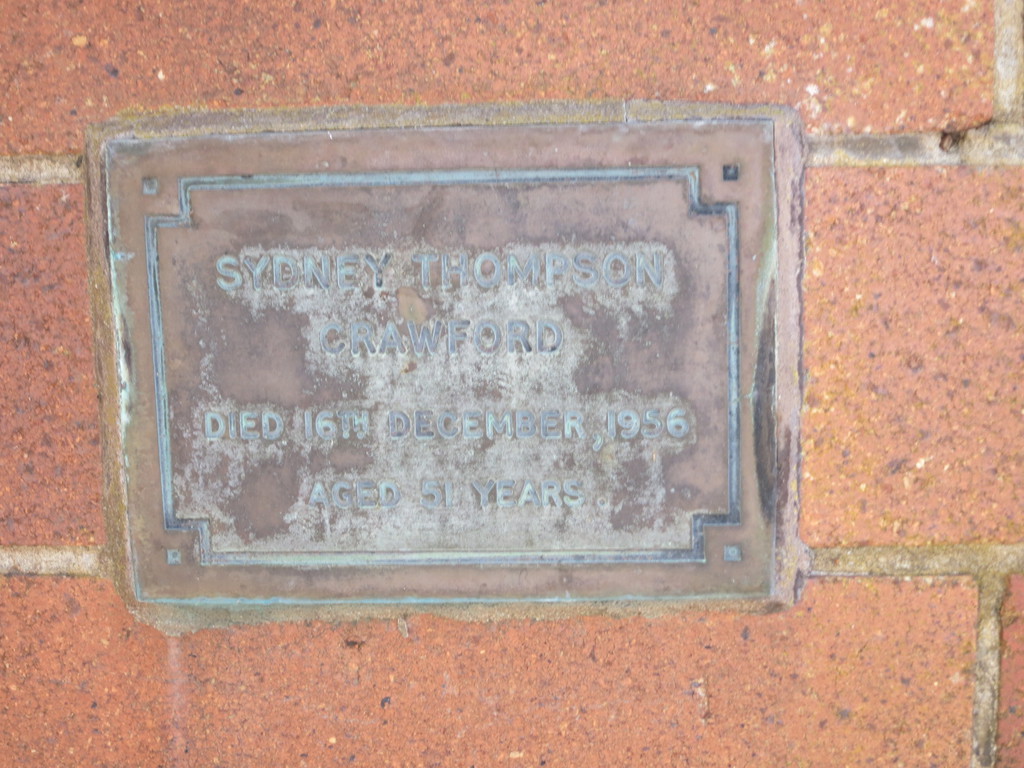 SYDNEY THOMPSON
CRAWFORD
DIED 16TH DECEMBER, 1956
AGED 51 YEARS